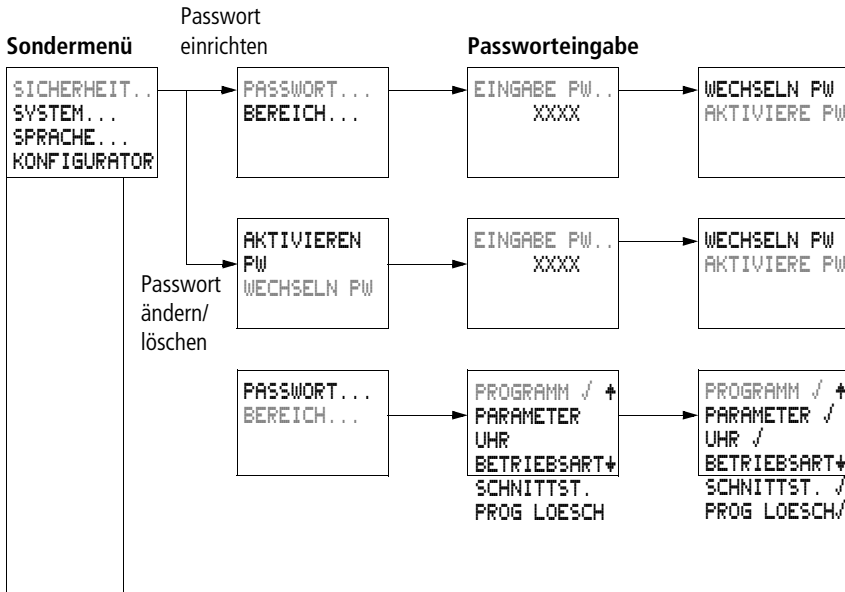 Passwort
einrichten
Sondermenü
Passworteingabe
SICHERHEIT..
SYSTEM...
SPRACHE...
KONFIGURATOR
PASSWORT...
BEREICH...
EINGABE PW..
XXXX
WECHSELN PW
AKTIVIERE PW
Passwort
ändern/
löschen
AKTIVIEREN
PW
WECHSELN PW
EINGABE PW..
XXXX
WECHSELN PW
AKTIVIERE PW
PASSWORT...
BEREICH...
PROGRAMM √ ↑
PARAMETER
UHR
BETRIEBSART↓
SCHNITTST.
PROG LOESCH
PROGRAMM √ ↑
PARAMETER √
UHR √
BETRIEBSART↓
SCHNITTST. √
PROG LOESCH√